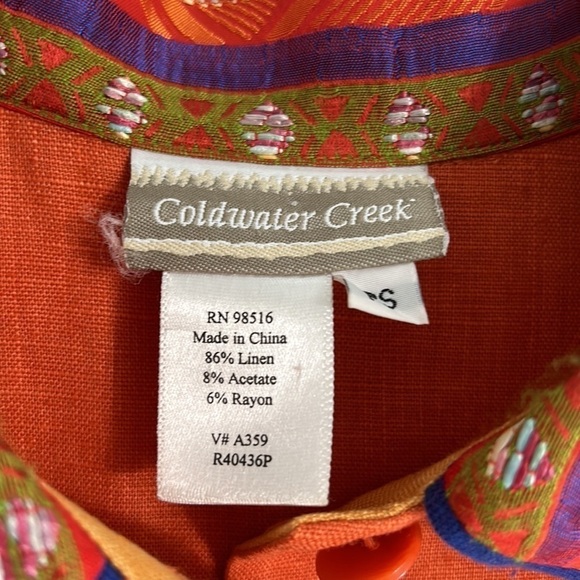 Coldwater Creek
S
RN 98516
Made in China
86% Linen
8% Acetate
6% Rayon
V# A359
R40436P